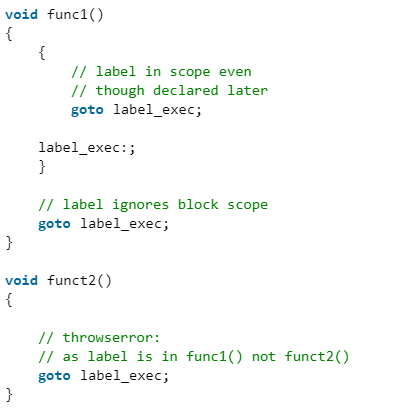 void func1()
{
    {
        // label in scope even
        // though declared later
        goto label_exec;

    label_exec:;
    }

    // label ignores block scope
    goto label_exec;
}

void funct2()
{

    // throwserror:
    // as label is in func1() not funct2()
    goto label_exec;
}